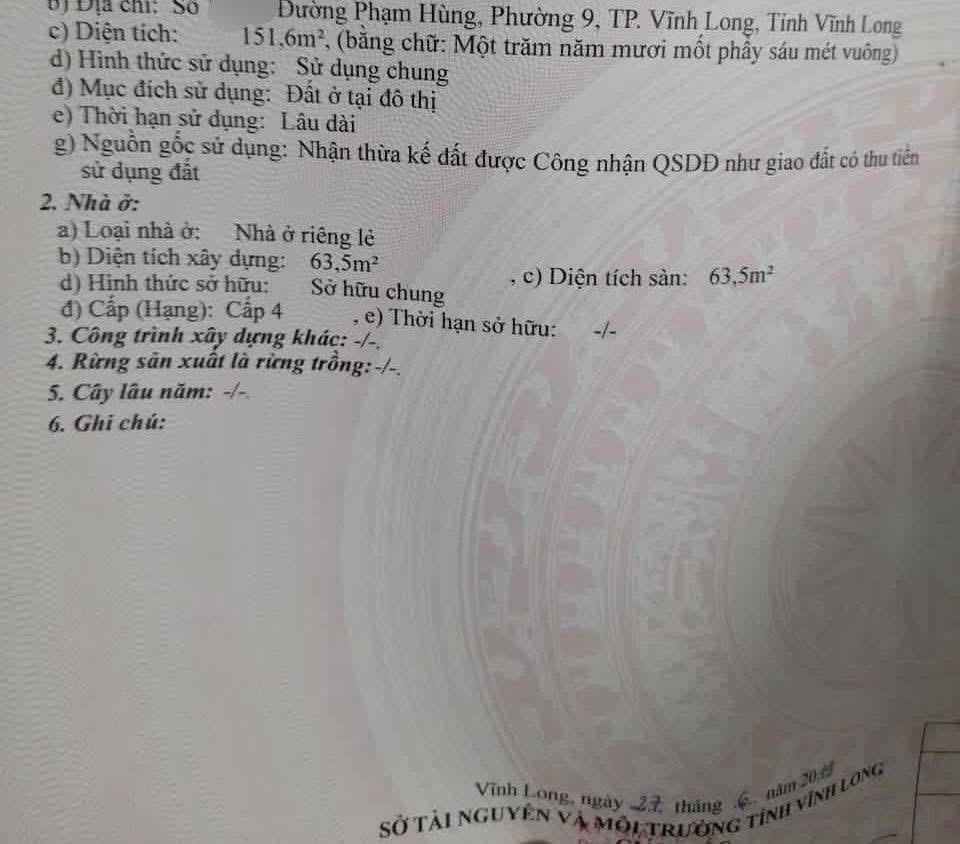 b) Địa chỉ: Số Đường Phạm Hùng, Phường 9, TP. Vĩnh Long, Tỉnh Vĩnh Long
c) Diện tích: 151,6m², (bằng chữ: Một trăm năm mươi mốt phẩy sáu mét vuông)
d) Hình thức sử dụng: Sử dụng chung
đ) Mục đích sử dụng: Đất ở tại đô thị
e) Thời hạn sử dụng: Lâu dài
g) Nguồn gốc sử dụng: Nhận thừa kế đất được Công nhận QSDĐ như giao đất có thu tiền
sử dụng đất
2. Nhà ở:
a) Loại nhà ở: Nhà ở riêng lẻ
b) Diện tích xây dựng: 63,5m² , c) Diện tích sàn: 63,5m²
d) Hình thức sở hữu: Sở hữu chung
đ) Cấp (Hạng): Cấp 4 , e) Thời hạn sở hữu: -/-
3. Công trình xây dựng khác: -/-.
4. Rừng sản xuất là rừng trồng: -/-.
5. Cây lâu năm: -/-.
6. Ghi chú:
Vĩnh Long, ngày 27 tháng 6 năm
SỞ TÀI NGUYÊN VÀ MÔI TRƯỜNG TỈNH VĨNH LONG